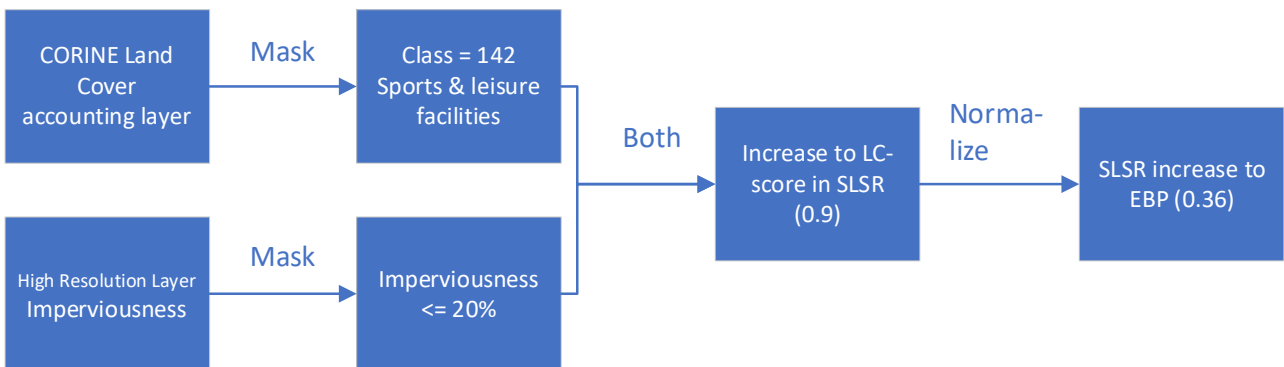 CORINE Land
Cover
accounting layer
Mask
Class = 142
Sports & leisure
facilities
High Resolution Layer
Imperviousness
Mask
Imperviousness
<= 20%
Both
Increase to LC-
score in SLSR
(0.9)
Norma-
lize
SLSR increase to
EBP (0.36)